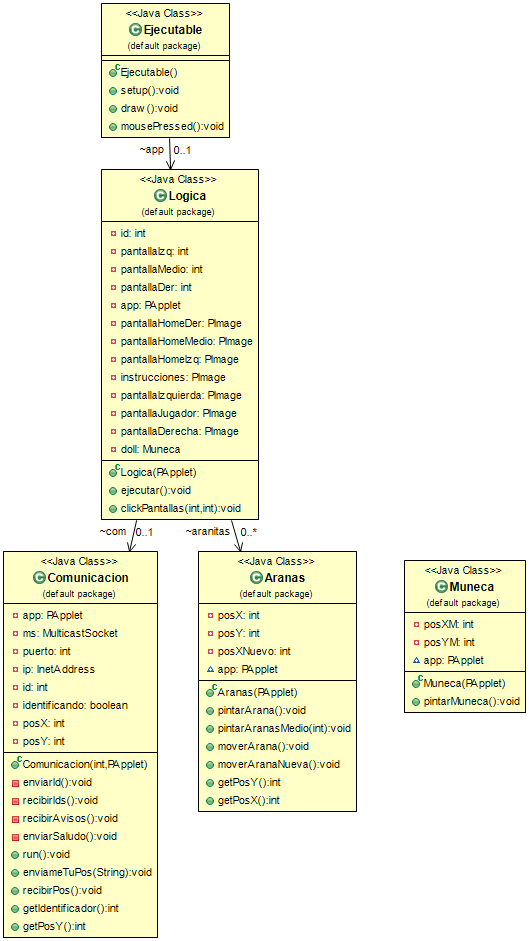 <<Java Class>>
Ejecutable
(default package)
Ejecutable()
setup():void
draw():void
mousePressed():void
~app 0..1
<<Java Class>>
Logica
(default package)
id: int
pantallaIzq: int
pantallaMedio: int
pantallaDer: int
app: PApplet
pantallaHomeDer: PImage
pantallaHomeMedio: PImage
pantallaHomeIzq: PImage
instrucciones: PImage
pantallaIzquierda: PImage
pantallaJugador: PImage
pantallaDerecha: PImage
doll: Muneca
Logica(PApplet)
ejecutar():void
clickPantallas(int,int):void
~com 0..1
~aranitas 0..*
<<Java Class>>
Comunicacion
(default package)
app: PApplet
ms: MulticastSocket
puerto: int
ip: InetAddress
id: int
identificando: boolean
posX: int
posY: int
Comunicacion(int,PApplet)
enviarId():void
recibirIds():void
recibirAvisos():void
enviarSaludo():void
run():void
enviameTuPos(String):void
recibirPos():void
getIdentificador():int
getPosY():int
<<Java Class>>
Aranas
(default package)
posX: int
posY: int
posXNuevo: int
app: PApplet
Aranas(PApplet)
pintarArana():void
pintarAranasMedio(int):void
moverArana():void
moverAranaNueva():void
getPosY():int
getPosX():int
<<Java Class>>
Muneca
(default package)
posXM: int
posYM: int
app: PApplet
Muneca(PApplet)
pintarMuneca():void